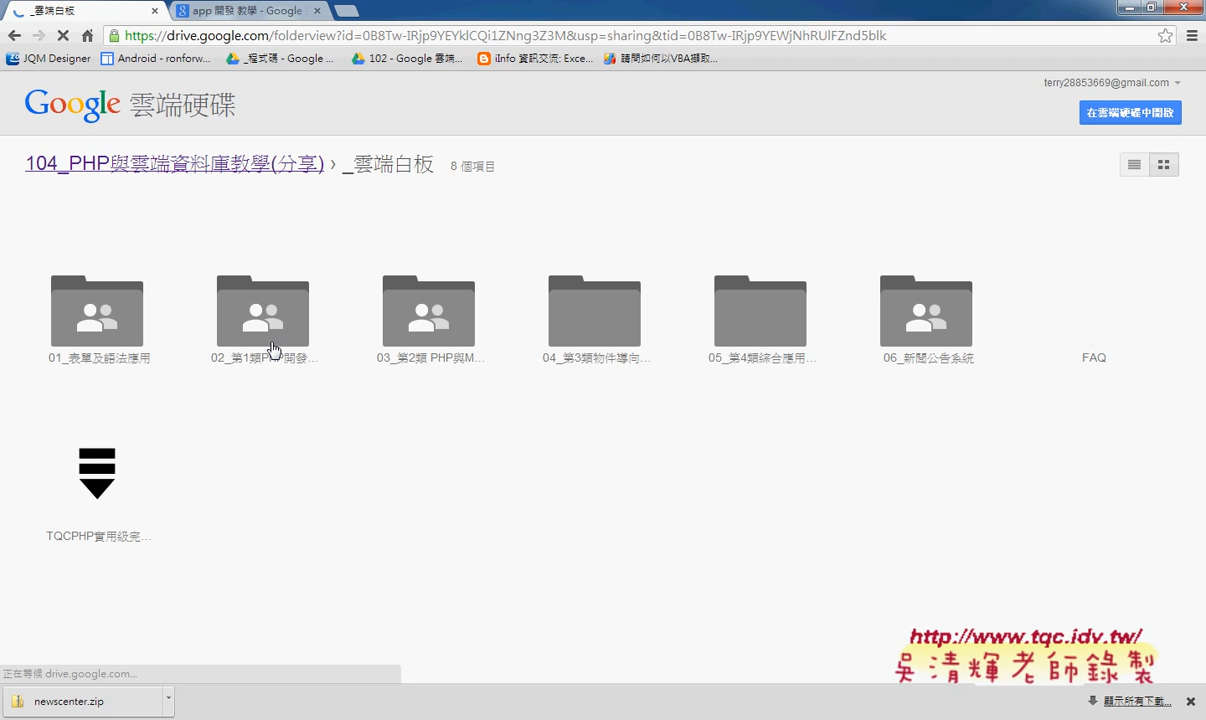 _雲端白板
app 開發 教學 - Google
https://drive.google.com/folderview?id=0B8Tw-IRjp9YEYklCQi1ZNng3Z3M&usp=sharing&tid=0B8Tw-IRjp9YEWjNhRUlFZnd5blk
JQM Designer
Android - ronforw...
_程式碼 - Google ...
102 - Google 雲端...
iInfo 資訊交流: Exce...
請問如何以VBA擷取...
terry28853669@gmail.com
Google 雲端硬碟
在雲端硬碟中開啟
104_PHP與雲端資料庫教學(分享) › _雲端白板 8 個項目
01_表單及語法應用
02_第1類PHP開發...
03_第2類 PHP與M...
04_第3類物件導向...
05_第4類綜合應用...
06_新聞公告系統
FAQ
TQCPHP實用級完...
http://www.tqc.idv.tw/
吳清輝老師錄製
正在等候 drive.google.com...
newscenter.zip
顯示所有下載...